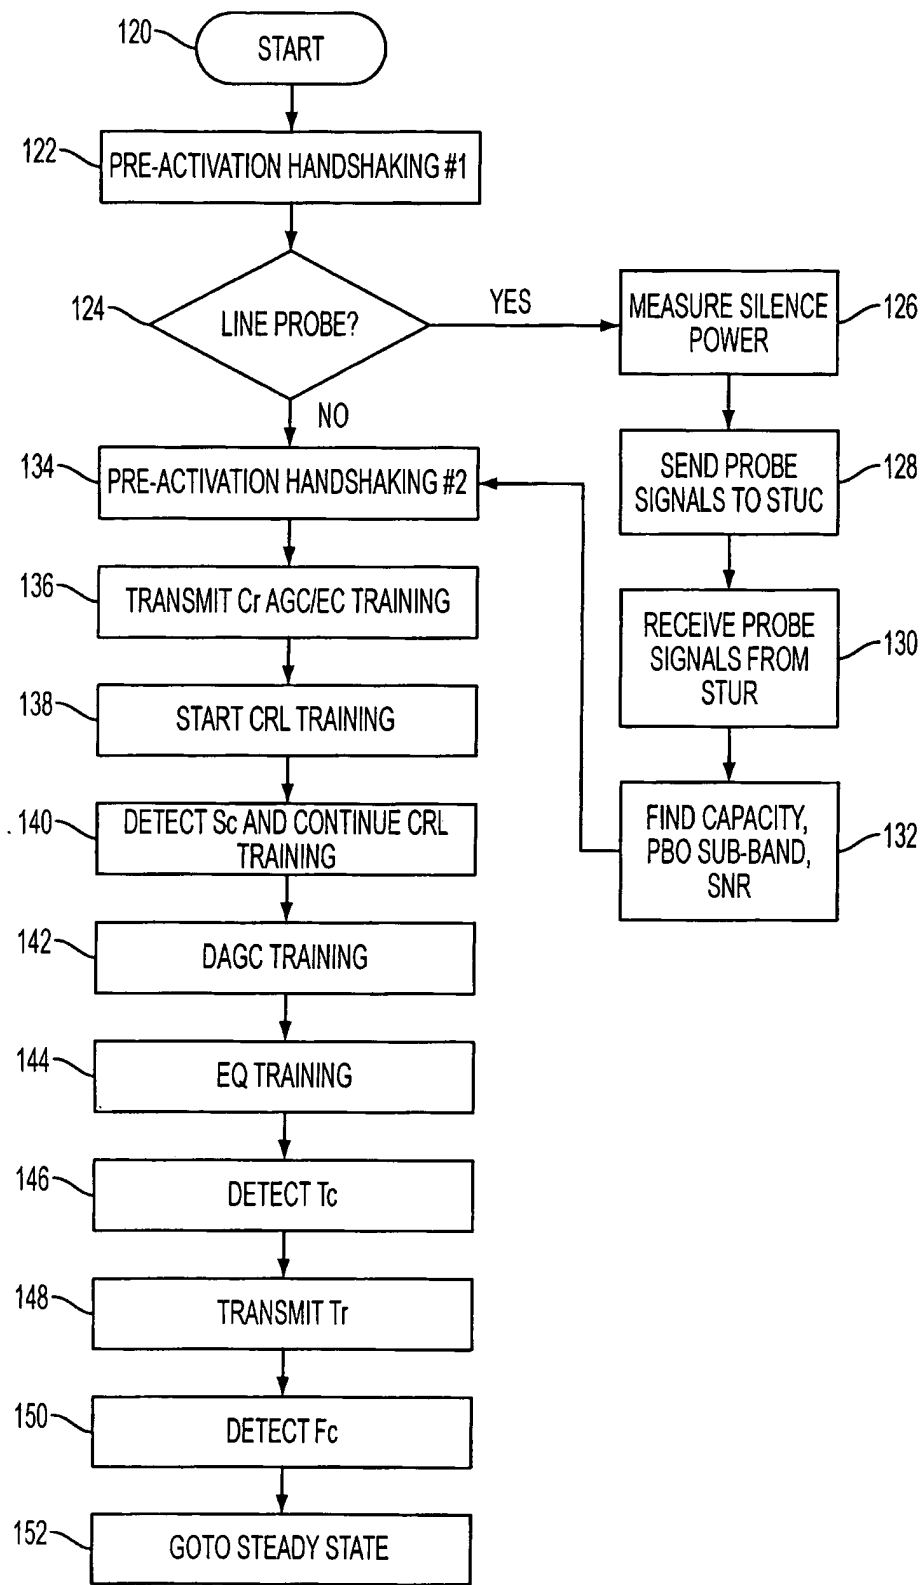 120
START
122
PRE-ACTIVATION HANDSHAKING #1
124
LINE PROBE?
YES
NO
MEASURE SILENCE
POWER
126
SEND PROBE
SIGNALS TO STUC
128
RECEIVE PROBE
SIGNALS FROM
STUR
130
FIND CAPACITY,
PBO SUB-BAND,
SNR
132
134
PRE-ACTIVATION HANDSHAKING #2
136
TRANSMIT Cr AGC/EC TRAINING
138
START CRL TRAINING
140
DETECT Sc AND CONTINUE CRL
TRAINING
142
DAGC TRAINING
144
EQ TRAINING
146
DETECT Tc
148
TRANSMIT Tr
150
DETECT Fc
152
GOTO STEADY STATE